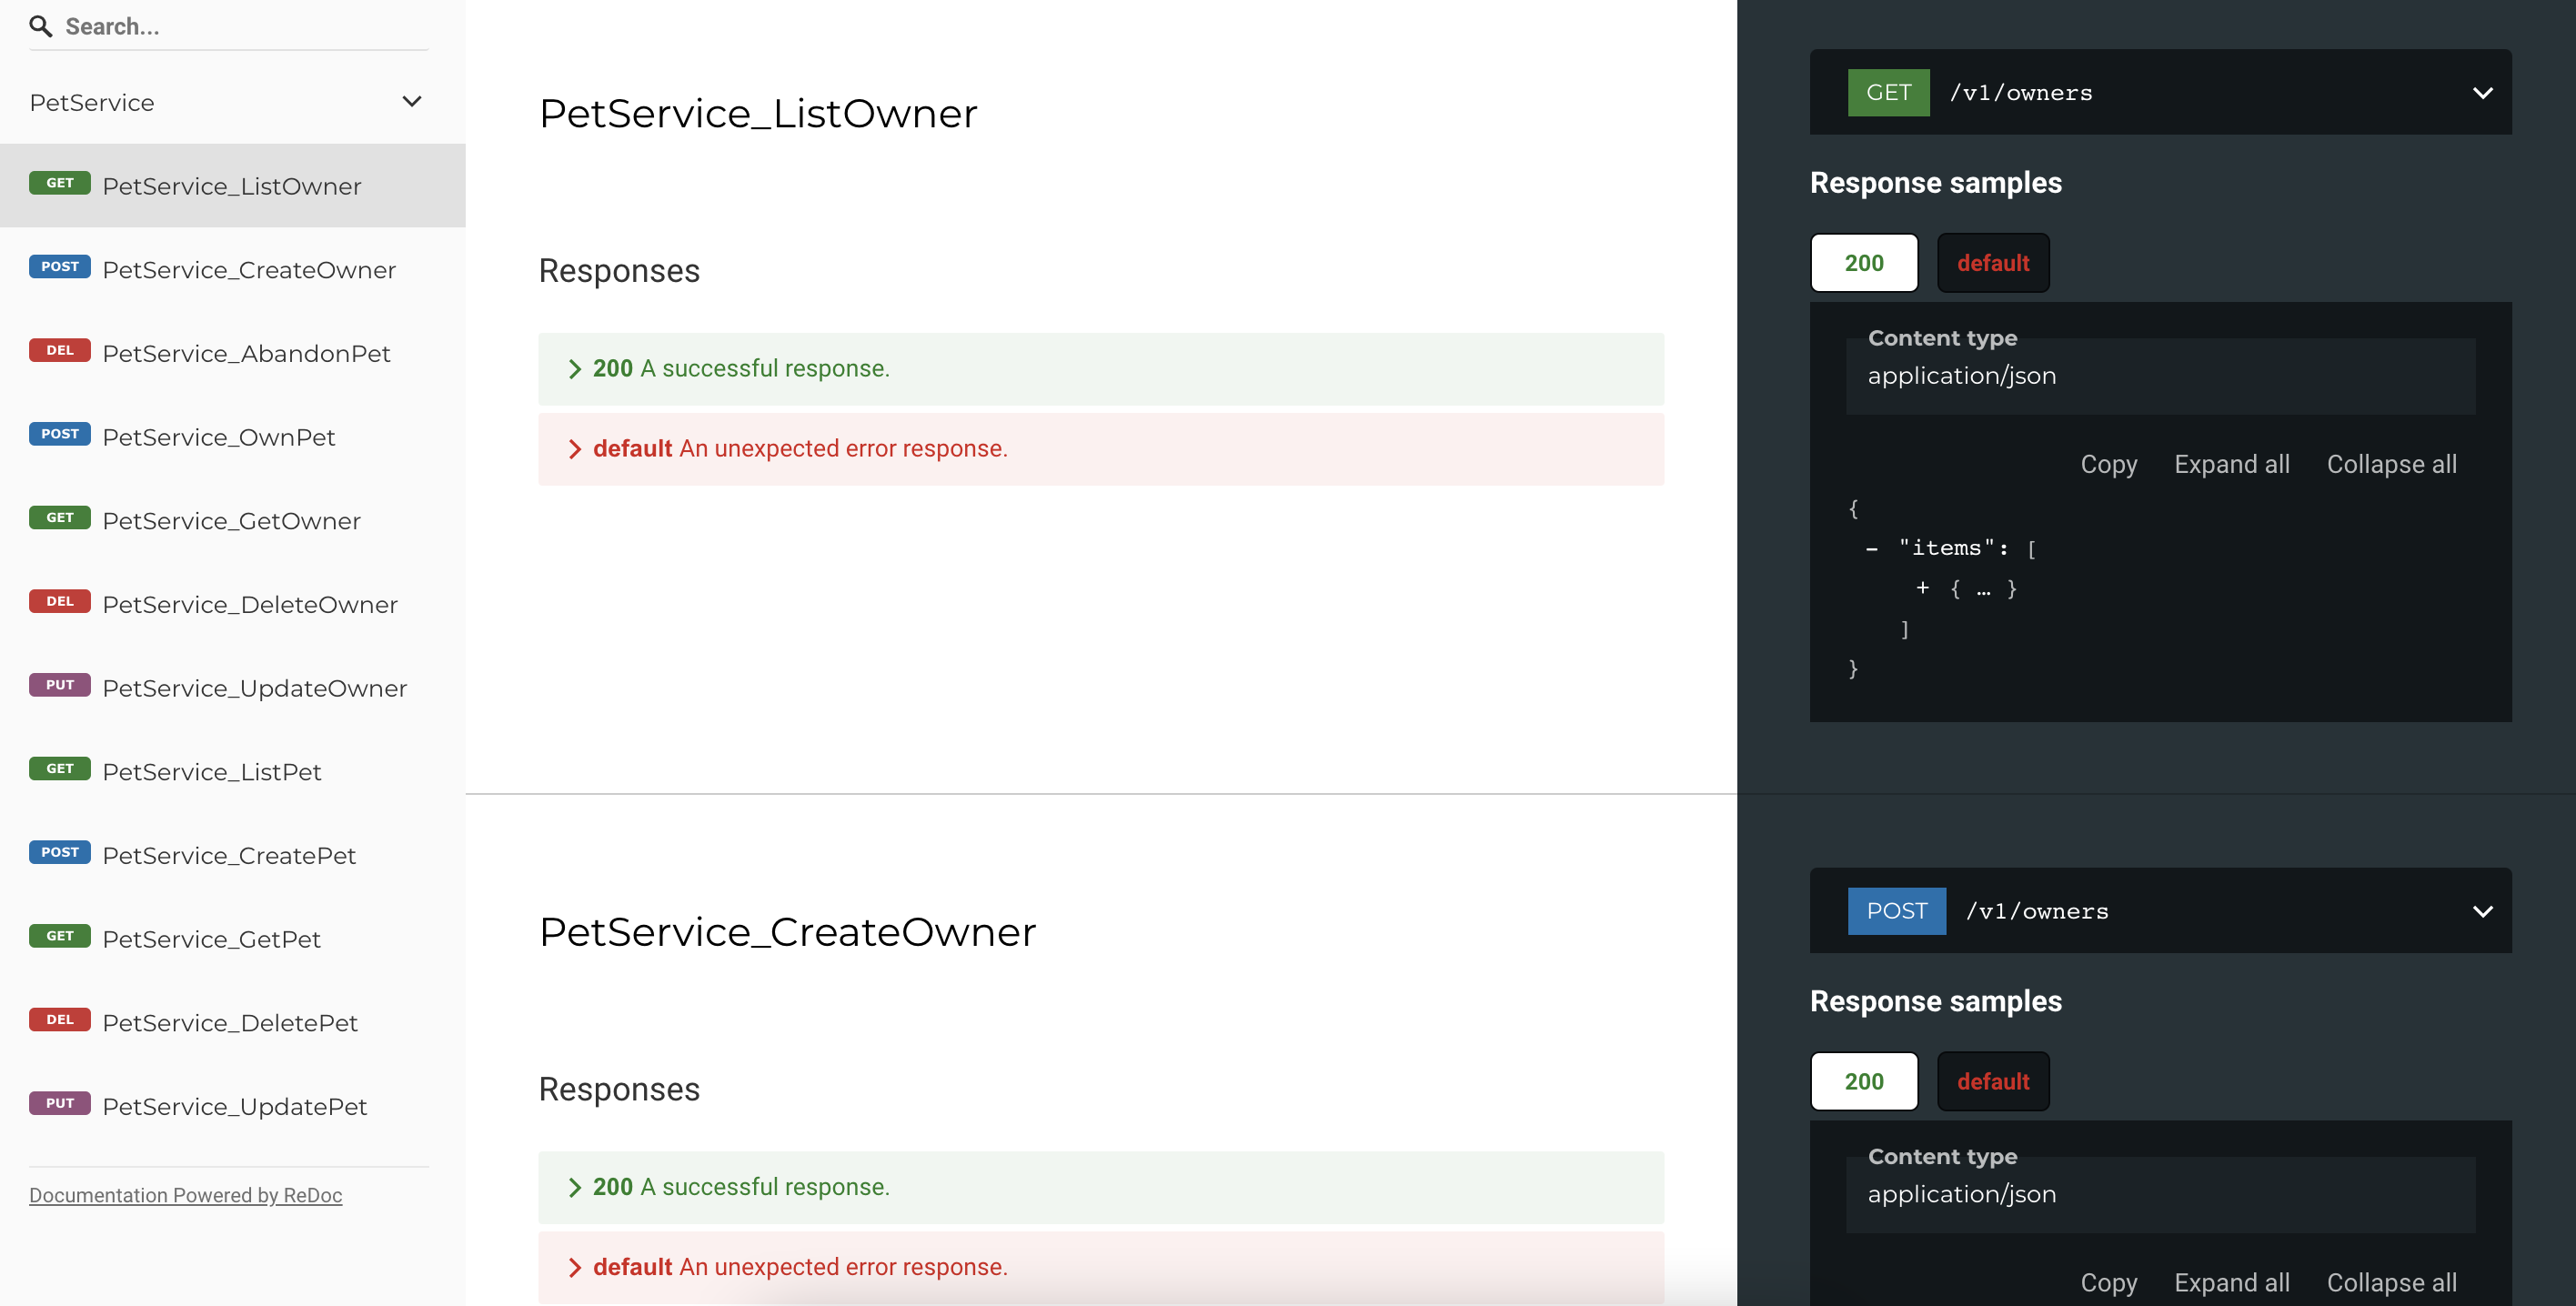 Search...
PetService
GET PetService_ListOwner
POST PetService_CreateOwner
DEL PetService_AbandonPet
POST PetService_OwnPet
GET PetService_GetOwner
DEL PetService_DeleteOwner
PUT PetService_UpdateOwner
GET PetService_ListPet
POST PetService_CreatePet
GET PetService_GetPet
DEL PetService_DeletePet
PUT PetService_UpdatePet
Documentation Powered by ReDoc
PetService_ListOwner
Responses
200 A successful response.
default An unexpected error response.
GET /v1/owners
Response samples
200 default
Content type
application/json
Copy Expand all Collapse all
{
- "items": [
+ { … }
]
}
PetService_CreateOwner
Responses
200 A successful response.
default An unexpected error response.
POST /v1/owners
Response samples
200 default
Content type
application/json
Copy Expand all Collapse all